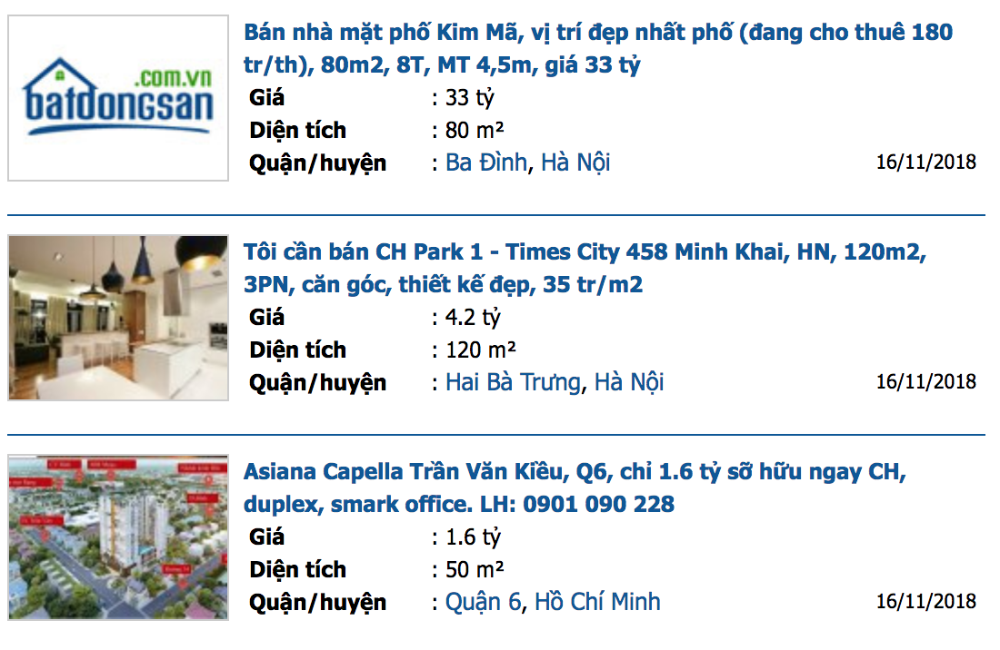 .com.vn
batdongsan
Bán nhà mặt phố Kim Mã, vị trí đẹp nhất phố (đang cho thuê 180
tr/th), 80m2, 8T, MT 4,5m, giá 33 tỷ
Giá : 33 tỷ
Diện tích : 80 m²
Quận/huyện : Ba Đình, Hà Nội 16/11/2018
Tôi cần bán CH Park 1 - Times City 458 Minh Khai, HN, 120m2,
3PN, căn góc, thiết kế đẹp, 35 tr/m2
Giá : 4.2 tỷ
Diện tích : 120 m²
Quận/huyện : Hai Bà Trưng, Hà Nội 16/11/2018
Asiana Capella Trần Văn Kiểu, Q6, chỉ 1.6 tỷ sỡ hữu ngay CH,
duplex, smark office. LH: 0901 090 228
Giá : 1.6 tỷ
Diện tích : 50 m²
Quận/huyện : Quận 6, Hồ Chí Minh 16/11/2018